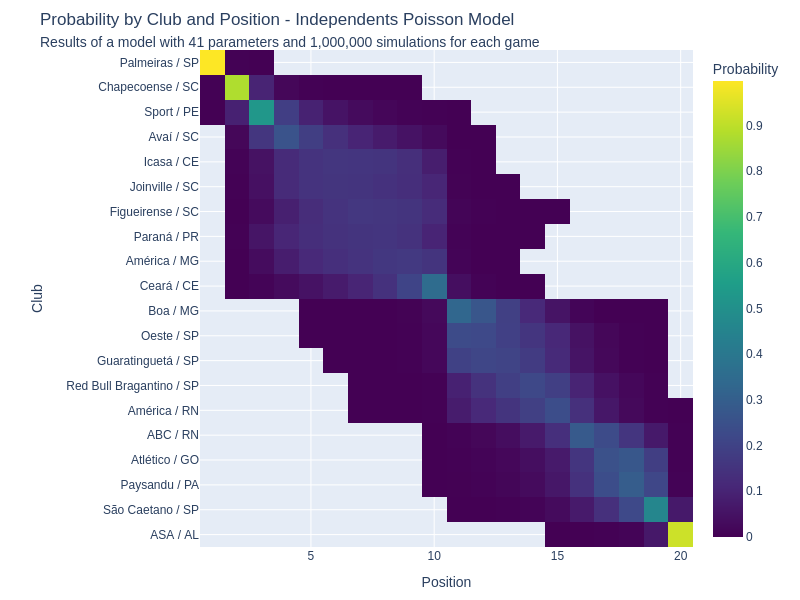 Probability by Club and Position - Independents Poisson Model
Results of a model with 41 parameters and 1,000,000 simulations for each game
Probability
Palmeiras / SP
Chapecoense / SC
Sport / PE
Avaí / SC
Icasa / CE
Joinville / SC
Figueirense / SC
Paraná / PR
América / MG
Ceará / CE
Boa / MG
Oeste / SP
Guaratinguetá / SP
Red Bull Bragantino / SP
América / RN
ABC / RN
Atlético / GO
Paysandu / PA
São Caetano / SP
ASA / AL
Club
5
10
15
20
Position
0.9
0.8
0.7
0.6
0.5
0.4
0.3
0.2
0.1
0